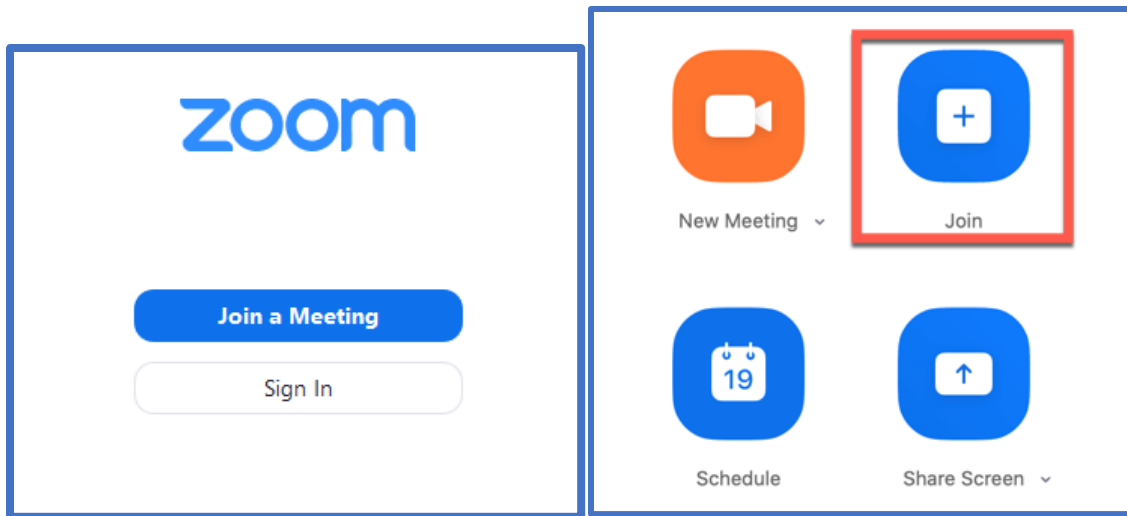 zoom
Join a Meeting
Sign In
New Meeting
Join
19
Schedule
Share Screen